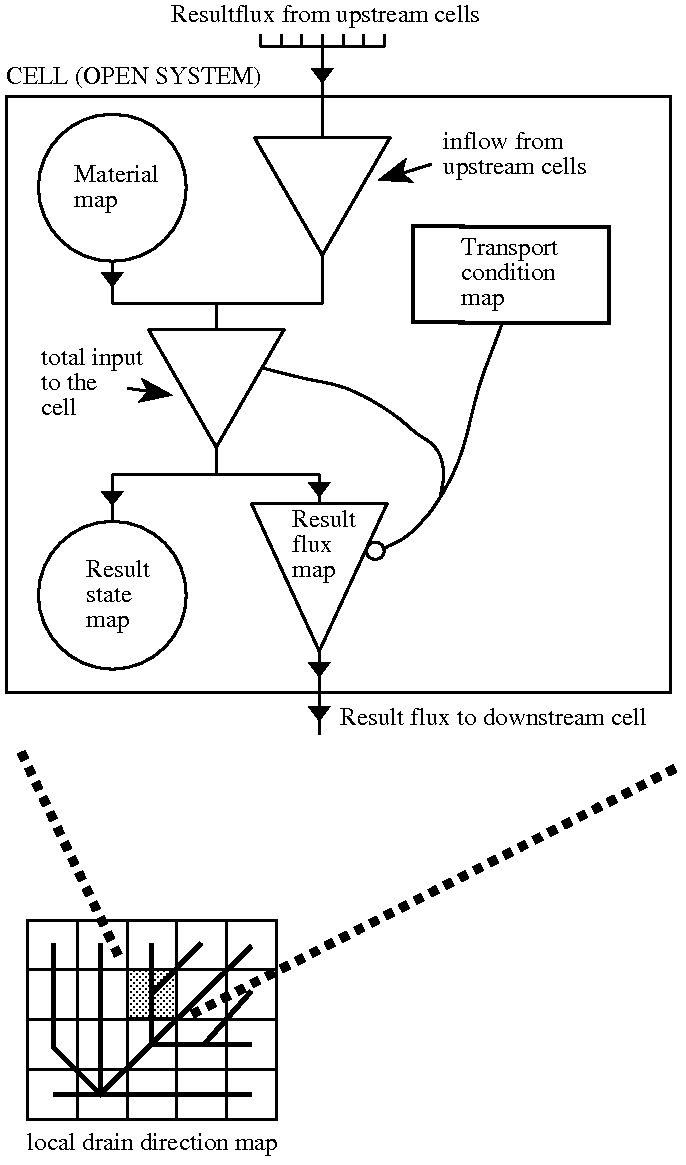 Resultflux from upstream cells
CELL (OPEN SYSTEM)
Material
map
inflow from
upstream cells
Transport
condition
map
total input
to the
cell
Result
flux
map
Result
state
map
Result flux to downstream cell
local drain direction map